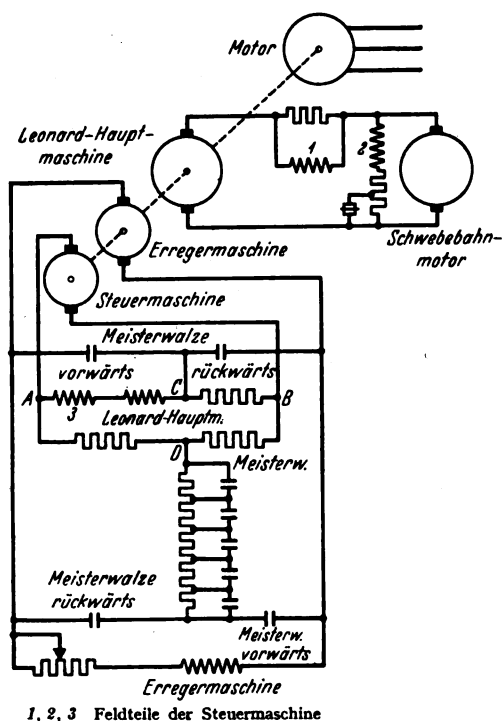 Motor
Leonard-Haupt-
maschine
1
2
Erregermaschine
Schwebebahn-
motor
Steuermaschine
Meisterwalze
vorwärts
rückwärts
A
C
B
3
Leonard-Hauptm.
D
Meisterw.
Meisterwalze
rückwärts
Meisterw.
vorwärts
Erregermaschine
1, 2, 3 Feldteile der Steuermaschine